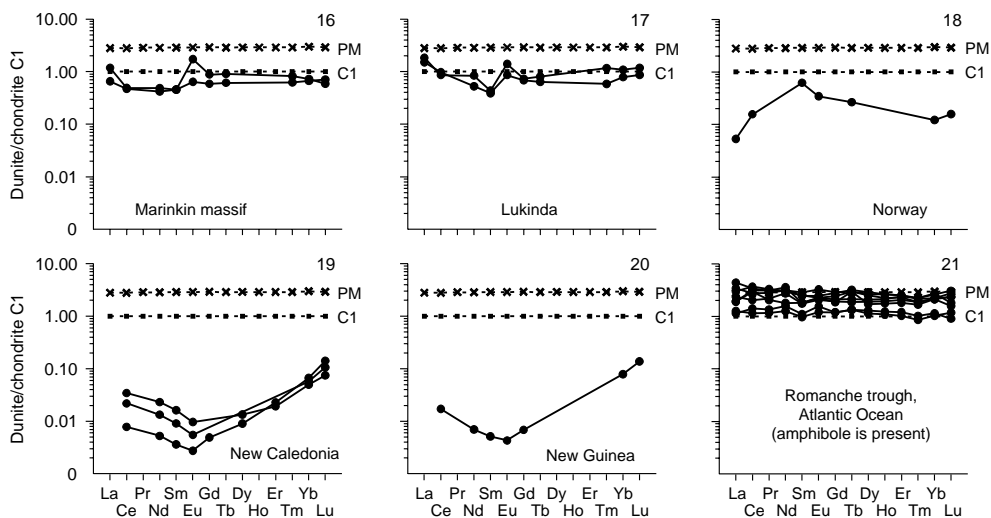 Dunite/chondrite C1
10.00
1.00
0.10
0.01
0
16
PM
C1
Marinkin massif
17
PM
C1
Lukinda
18
PM
C1
Norway
Dunite/chondrite C1
10.00
1.00
0.10
0.01
0
19
PM
C1
New Caledonia
20
PM
C1
New Guinea
21
PM
C1
Romanche trough,
Atlantic Ocean
(amphibole is present)
La Pr Sm Gd Dy Er Yb
Ce Nd Eu Tb Ho Tm Lu
La Pr Sm Gd Dy Er Yb
Ce Nd Eu Tb Ho Tm Lu
La Pr Sm Gd Dy Er Yb
Ce Nd Eu Tb Ho Tm Lu